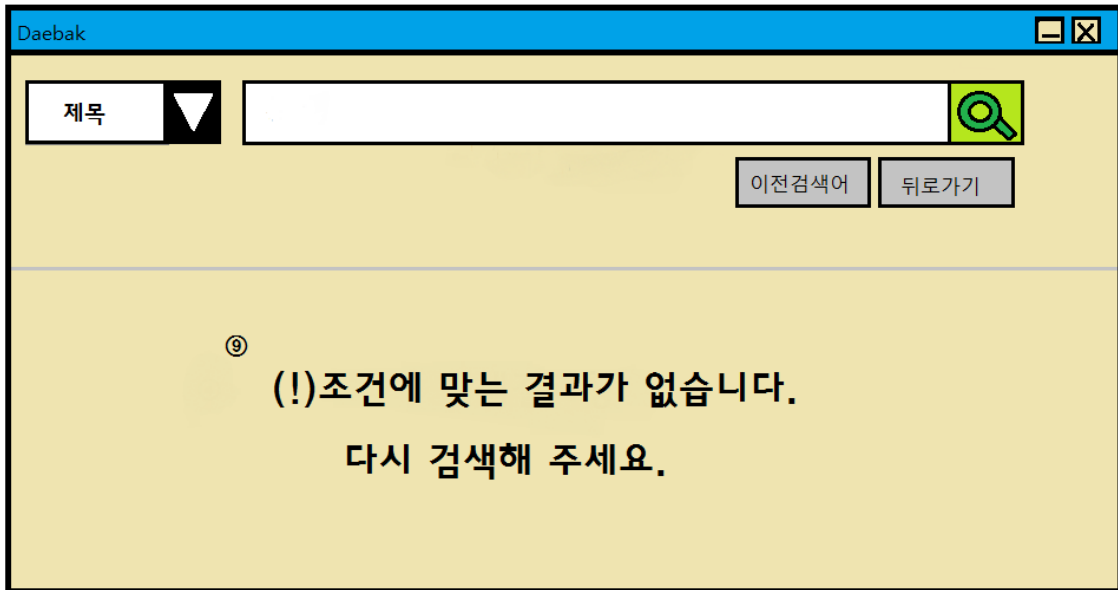 Daebak
제목
이전검색어 뒤로가기
⑨
(!)조건에 맞는 결과가 없습니다.
다시 검색해 주세요.